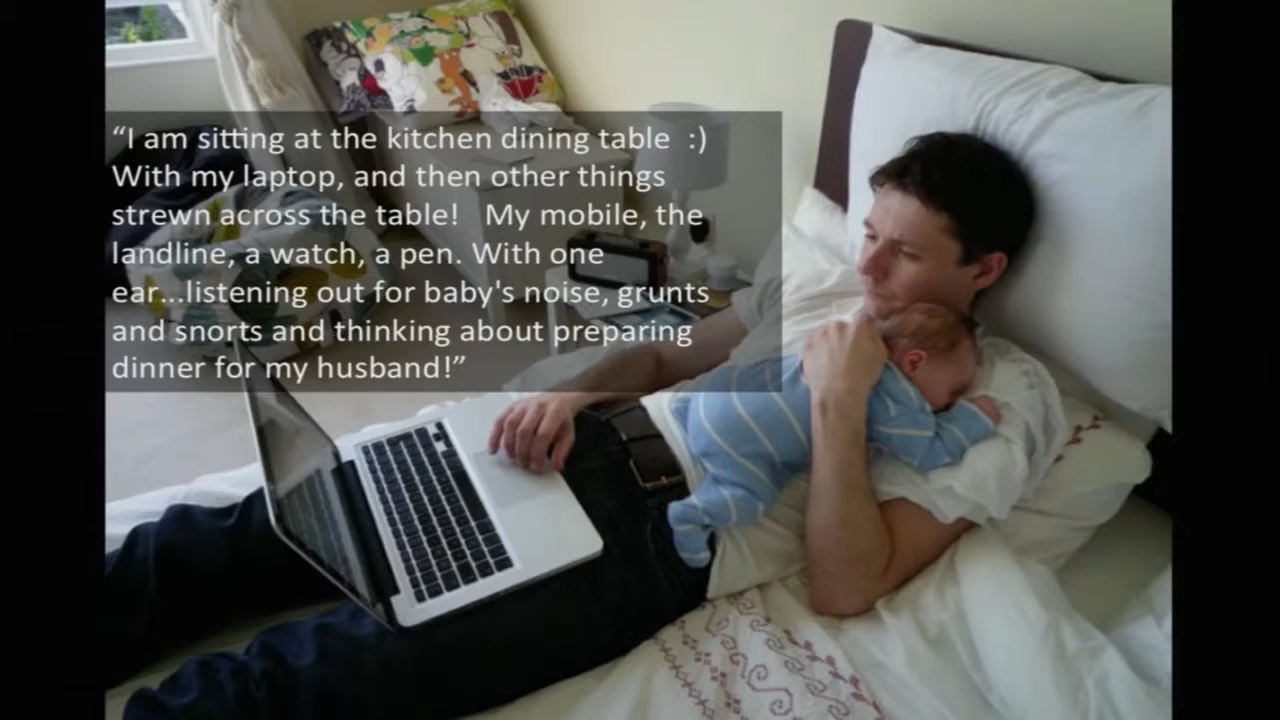 “I am sitting at the kitchen dining table  :)
With my laptop, and then other things
strewn across the table!   My mobile, the
landline, a watch, a pen. With one
ear...listening out for baby's noise, grunts
and snorts and thinking about preparing
dinner for my husband!”